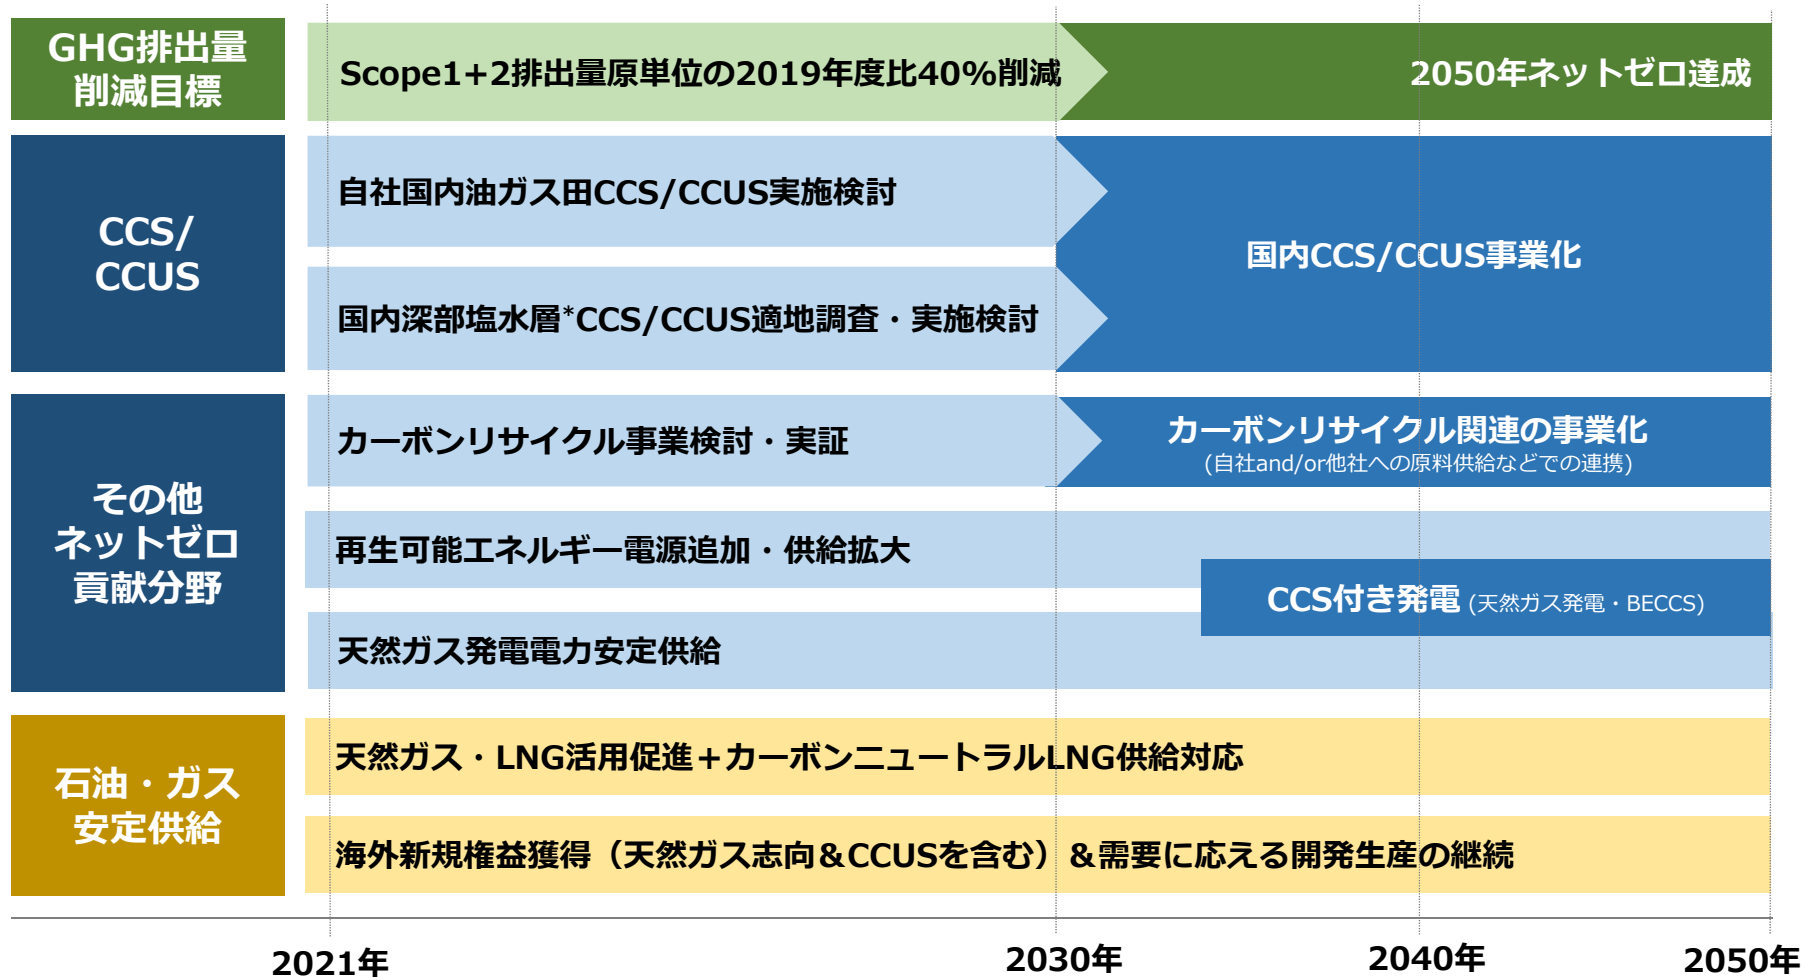 GHG排出量
削減目標
Scope1+2排出量原単位の2019年度比40%削減
2050年ネットゼロ達成
CCS/
CCUS
自社国内油ガス田CCS/CCUS実施検討
国内深部塩水層*CCS/CCUS適地調査・実施検討
国内CCS/CCUS事業化
その他
ネットゼロ
貢献分野
カーボンリサイクル事業検討・実証
カーボンリサイクル関連の事業化
(自社and/or他社への原料供給などでの連携)
再生可能エネルギー電源追加・供給拡大
CCS付き発電 (天然ガス発電・BECCS)
天然ガス発電電力安定供給
石油・ガス
安定供給
天然ガス・LNG活用促進＋カーボンニュートラルLNG供給対応
海外新規権益獲得（天然ガス志向＆CCUSを含む）＆需要に応える開発生産の継続
2021年
2030年
2040年
2050年